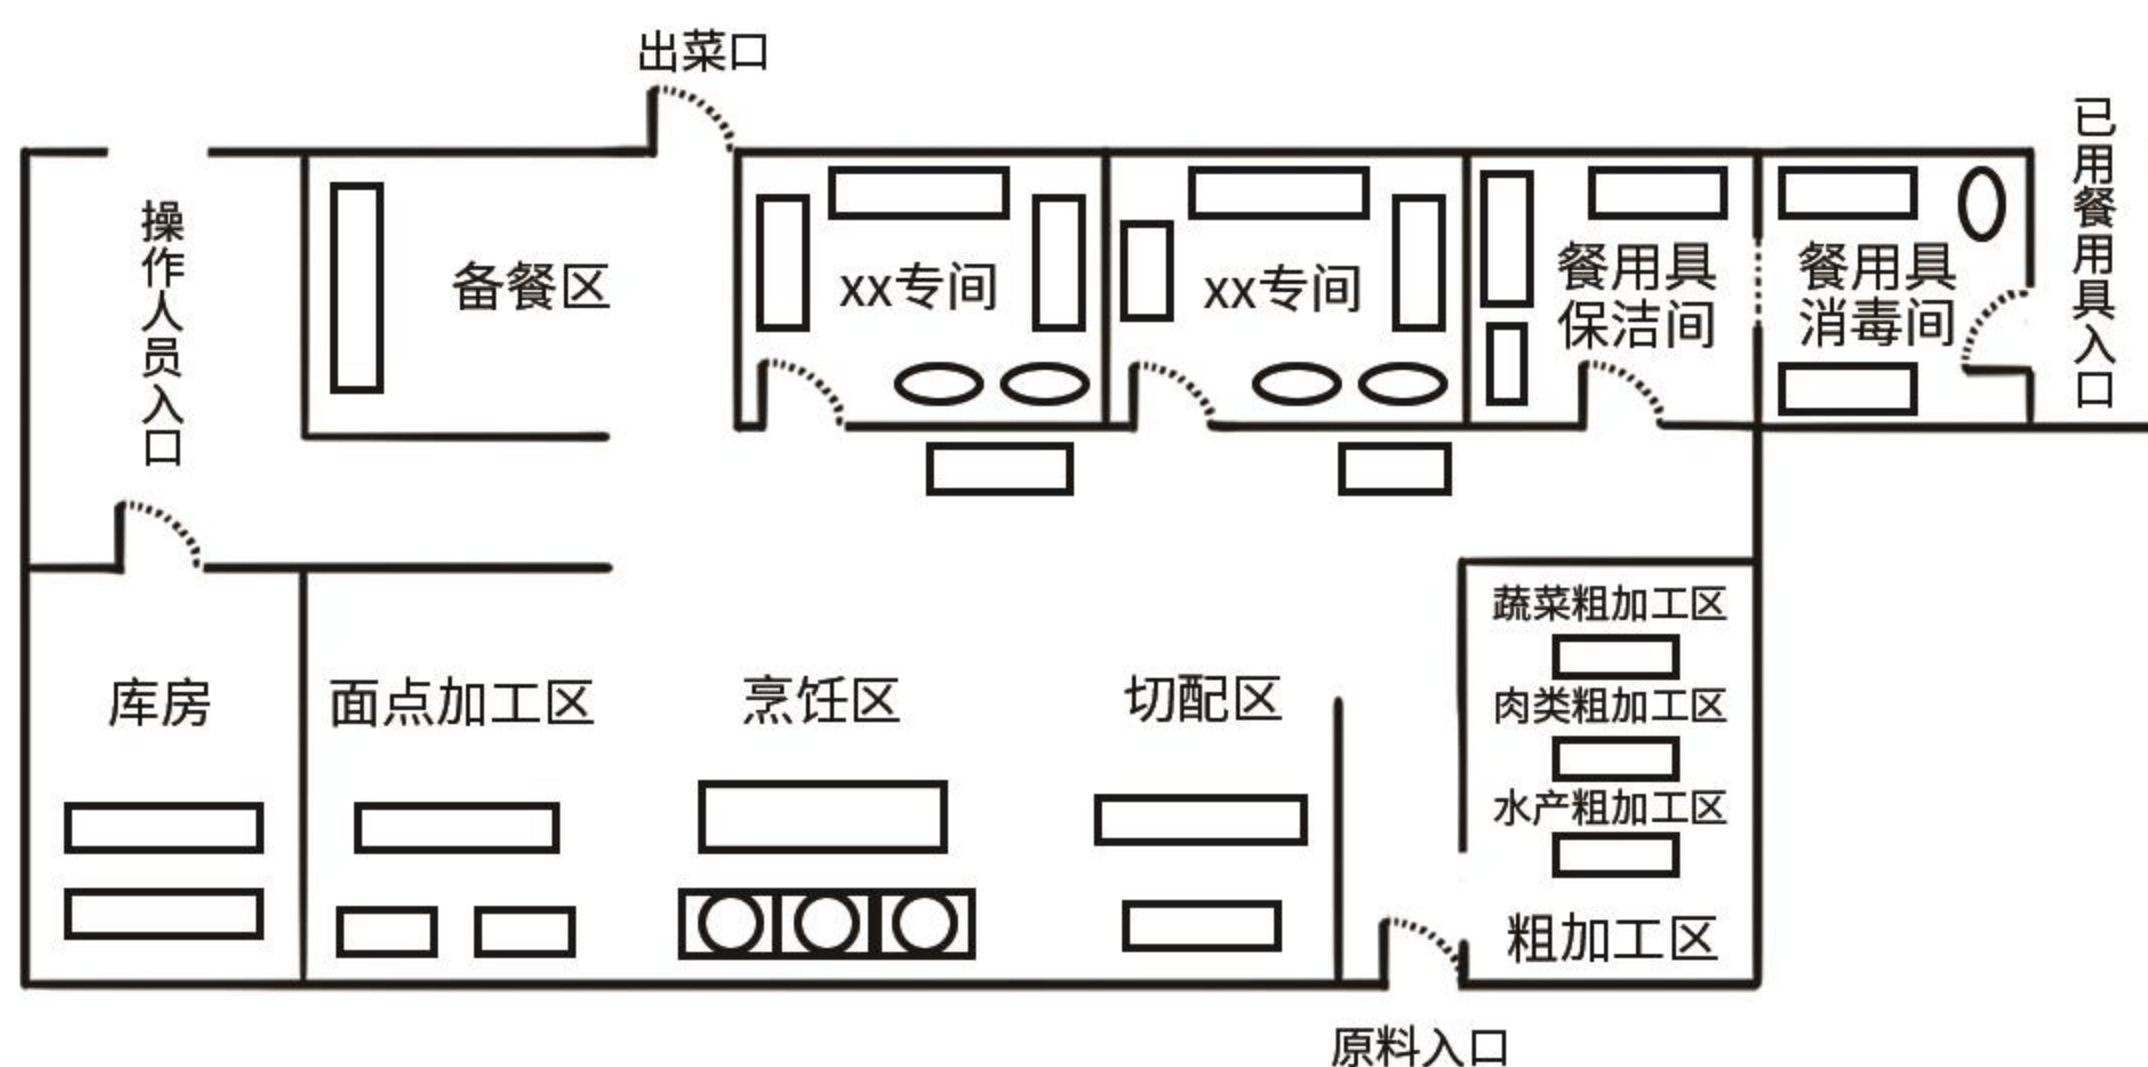 出菜口
已用餐用具入口
操作人员入口
备餐区
xx专间
xx专间
餐用具
保洁间
餐用具
消毒间
蔬菜粗加工区
肉类粗加工区
水产粗加工区
粗加工区
库房
面点加工区
烹饪区
切配区
原料入口